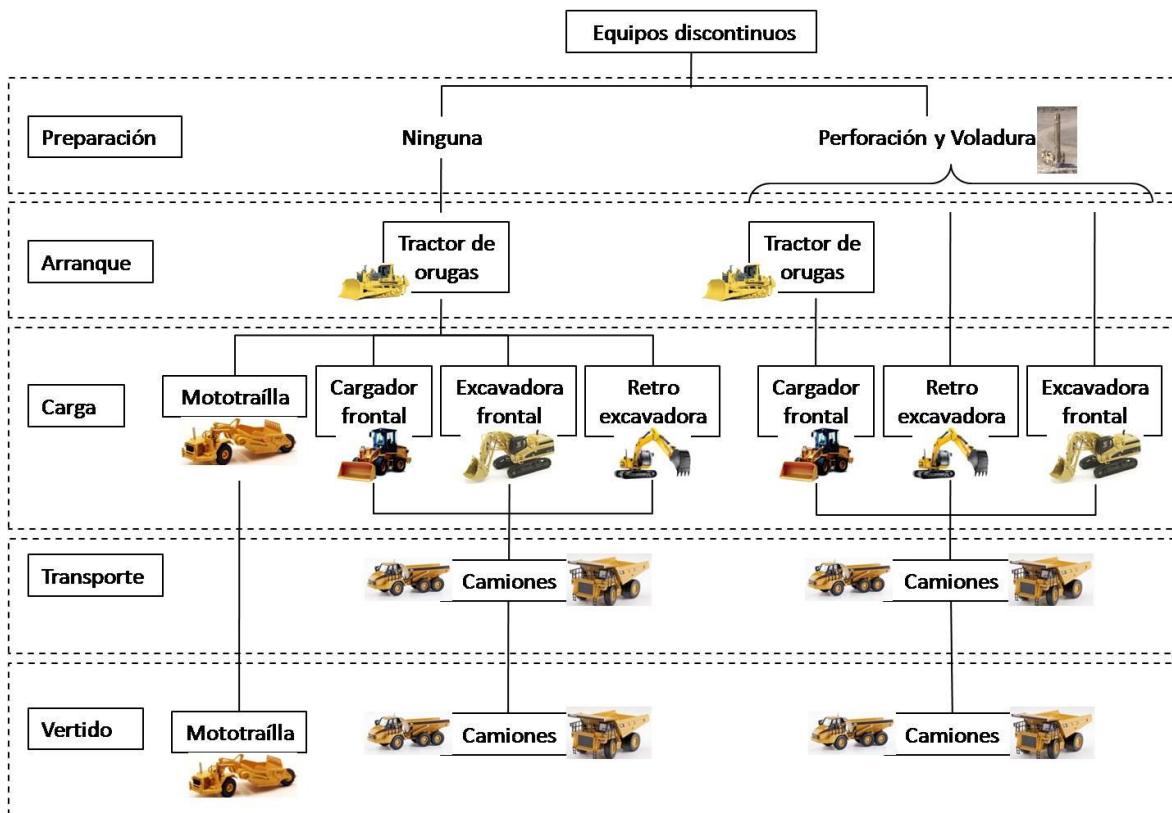 Equipos discontinuos
Preparación
Ninguna
Perforación y Voladura
Arranque
Tractor de
orugas
Tractor de
orugas
Carga
Mototraílla
Cargador
frontal
Excavadora
frontal
Retro
excavadora
Cargador
frontal
Retro
excavadora
Excavadora
frontal
Transporte
Camiones
Camiones
Vertido
Mototraílla
Camiones
Camiones